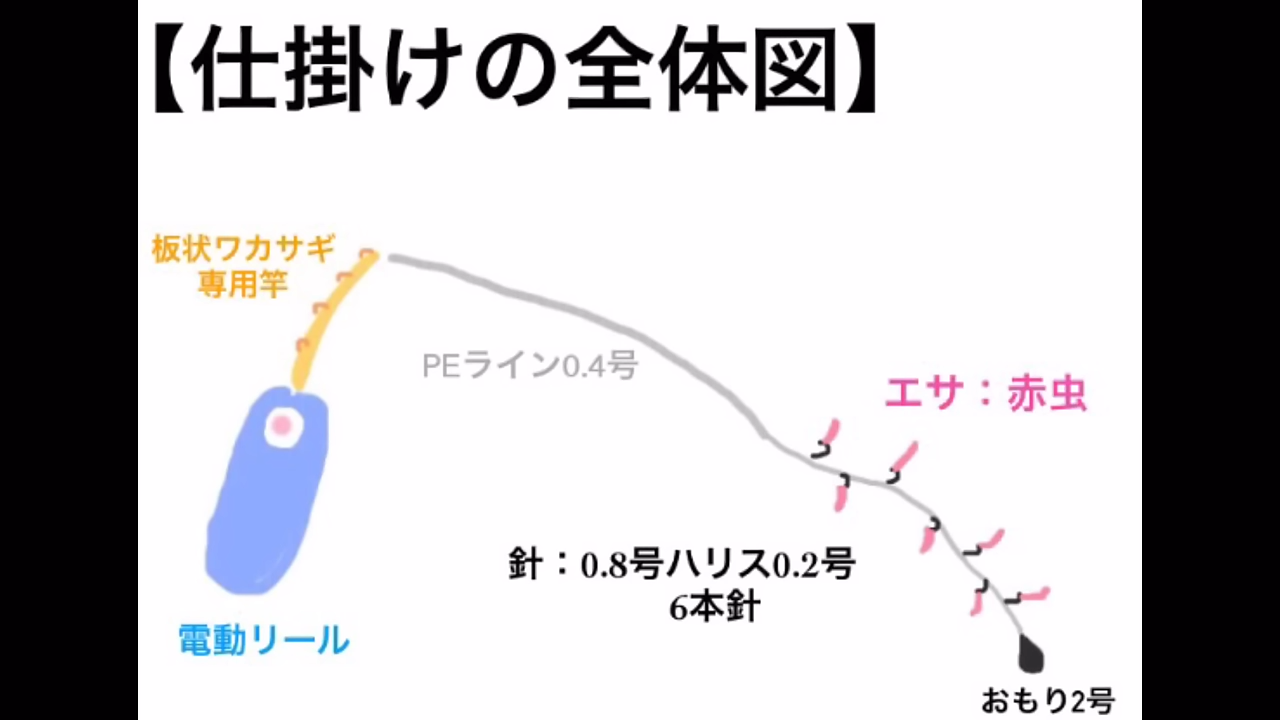 【仕掛けの全体図】
板状ワカサギ
専用竿
PEライン0.4号
エサ：赤虫
針：0.8号ハリス0.2号
6本針
電動リール
おもり2号